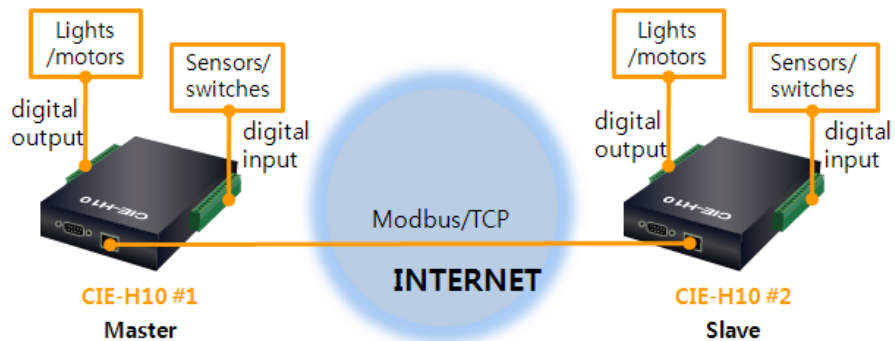 Lights
/motors
Sensors/
switches
digital
output
digital
input
CIE-H10
CIE-H10 #1
Master
Modbus/TCP
INTERNET
Lights
/motors
Sensors/
switches
digital
output
digital
input
CIE-H10
CIE-H10 #2
Slave